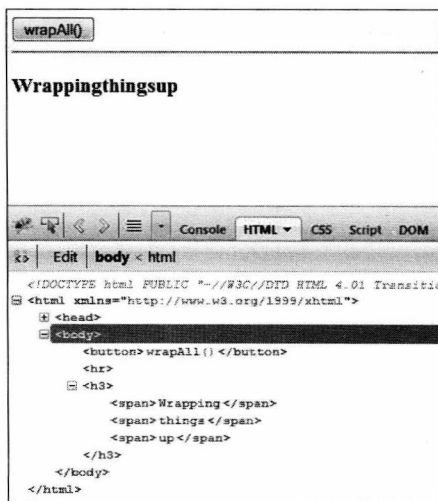 wrapAll()
Wrappingthingsup
Console HTML CSS Script DOM
Edit body < html
<!DOCTYPE html PUBLIC "-//W3C//DTD HTML 4.01 Transitio
<html xmlns="http://www.w3.org/1999/xhtml">
<head>
<body>
<button>wrapAll()</button>
<hr>
<h3>
<span>Wrapping</span>
<span>things</span>
<span>up</span>
</h3>
</body>
</html>